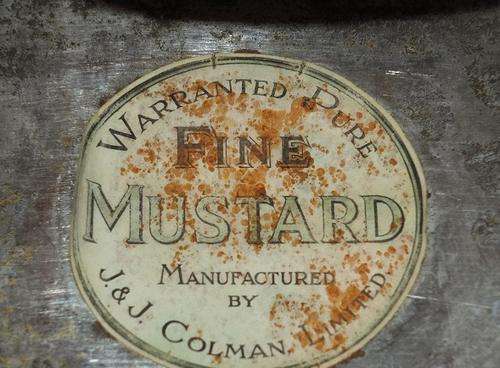 WARRANTED PURE
FINE
MUSTARD
MANUFACTURED
BY
J. & J. COLMAN, LIMITED